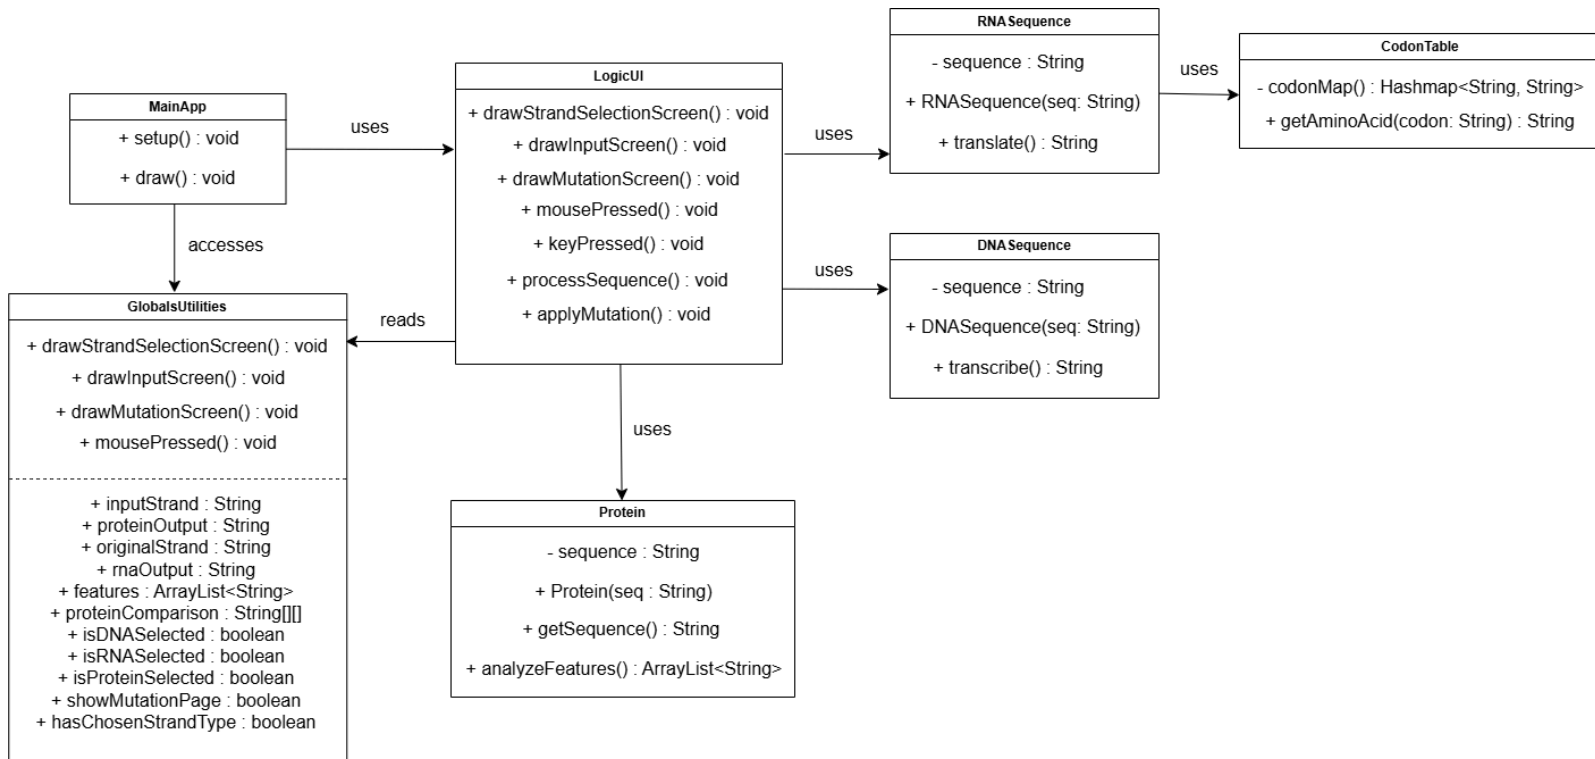 MainApp
+ setup() : void
+ draw() : void
uses
accesses
GlobalsUtilities
+ drawStrandSelectionScreen() : void
+ drawInputScreen() : void
+ drawMutationScreen() : void
+ mousePressed() : void
+ inputStrand : String
+ proteinOutput : String
+ originalStrand : String
+ rnaOutput : String
+ features : ArrayList<String>
+ proteinComparison : String[][]
+ isDNASelected : boolean
+ isRNASelected : boolean
+ isProteinSelected : boolean
+ showMutationPage : boolean
+ hasChosenStrandType : boolean
reads
LogicUI
+ drawStrandSelectionScreen() : void
+ drawInputScreen() : void
+ drawMutationScreen() : void
+ mousePressed() : void
+ keyPressed() : void
+ processSequence() : void
+ applyMutation() : void
uses
Protein
- sequence : String
+ Protein(seq : String)
+ getSequence() : String
+ analyzeFeatures() : ArrayList<String>
uses
RNASequence
- sequence : String
+ RNASequence(seq: String)
+ translate() : String
uses
CodonTable
- codonMap() : Hashmap<String, String>
+ getAminoAcid(codon: String) : String
uses
DNASequence
- sequence : String
+ DNASequence(seq: String)
+ transcribe() : String